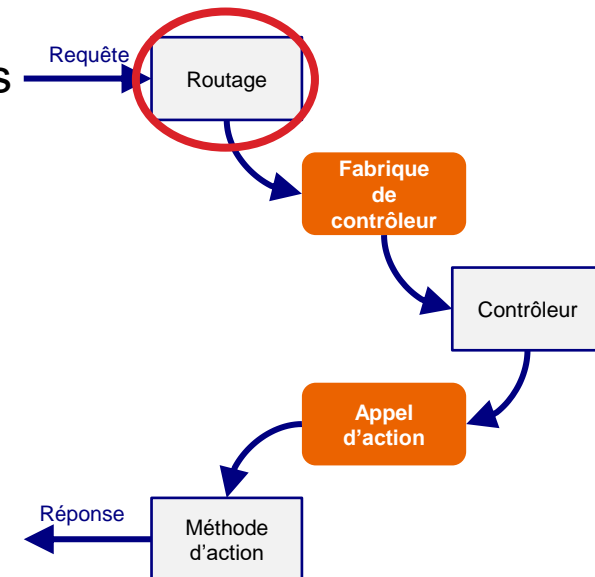 s
Requête
Routage
Fabrique
de
contrôleur
Contrôleur
Appel
d'action
Réponse
Méthode
d'action